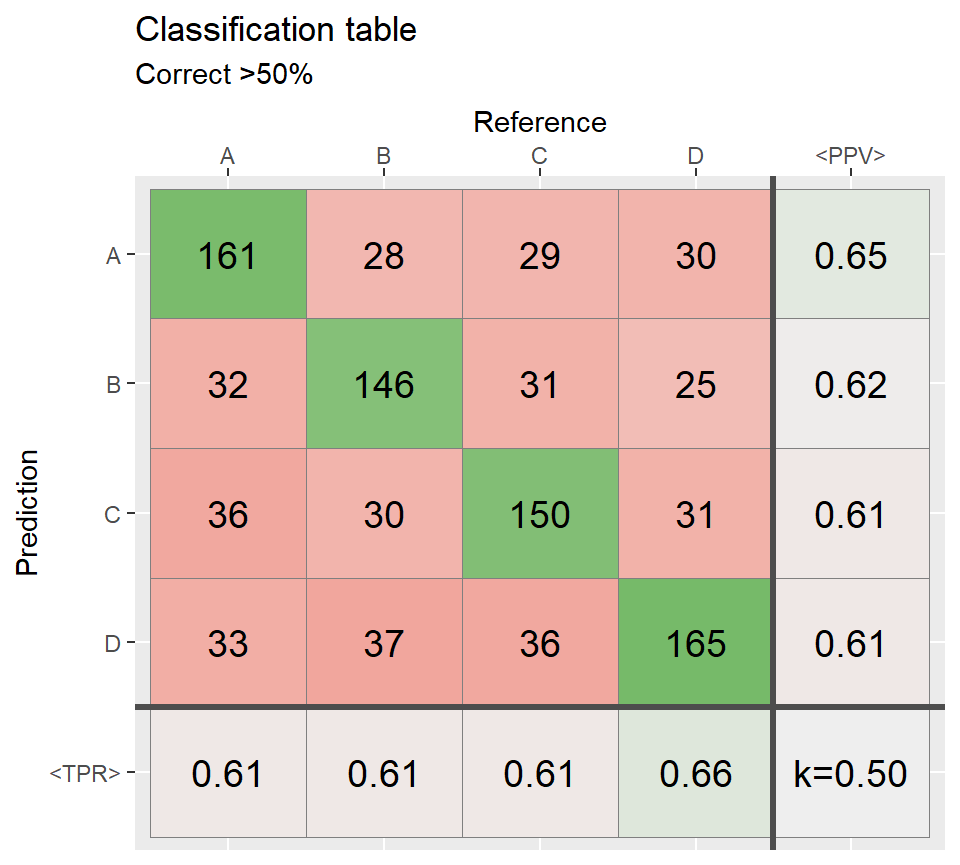 Classification table
Correct >50%
Reference
A B C D <PPV>
A 161 28 29 30 0.65
B 32 146 31 25 0.62
C 36 30 150 31 0.61
D 33 37 36 165 0.61
<TPR> 0.61 0.61 0.61 0.66 k=0.50
Prediction